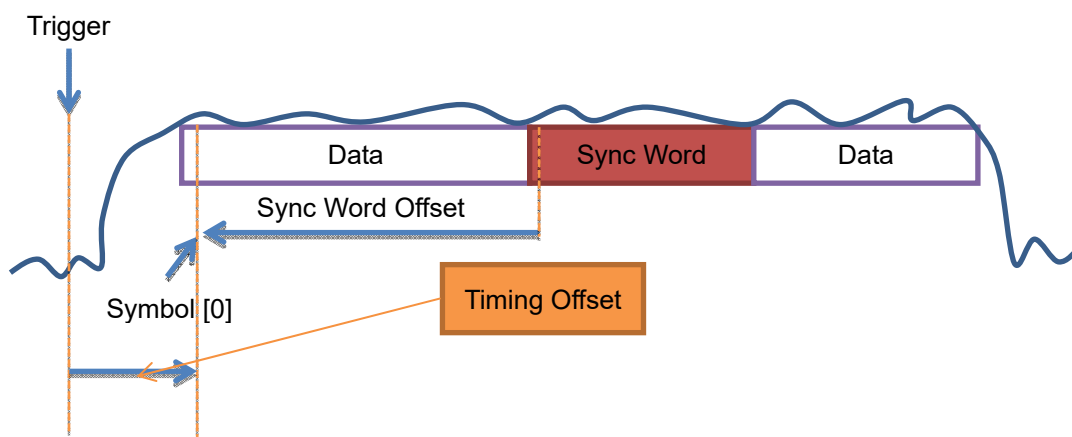 Trigger
Data
Sync Word
Data
Sync Word Offset
Symbol [0]
Timing Offset